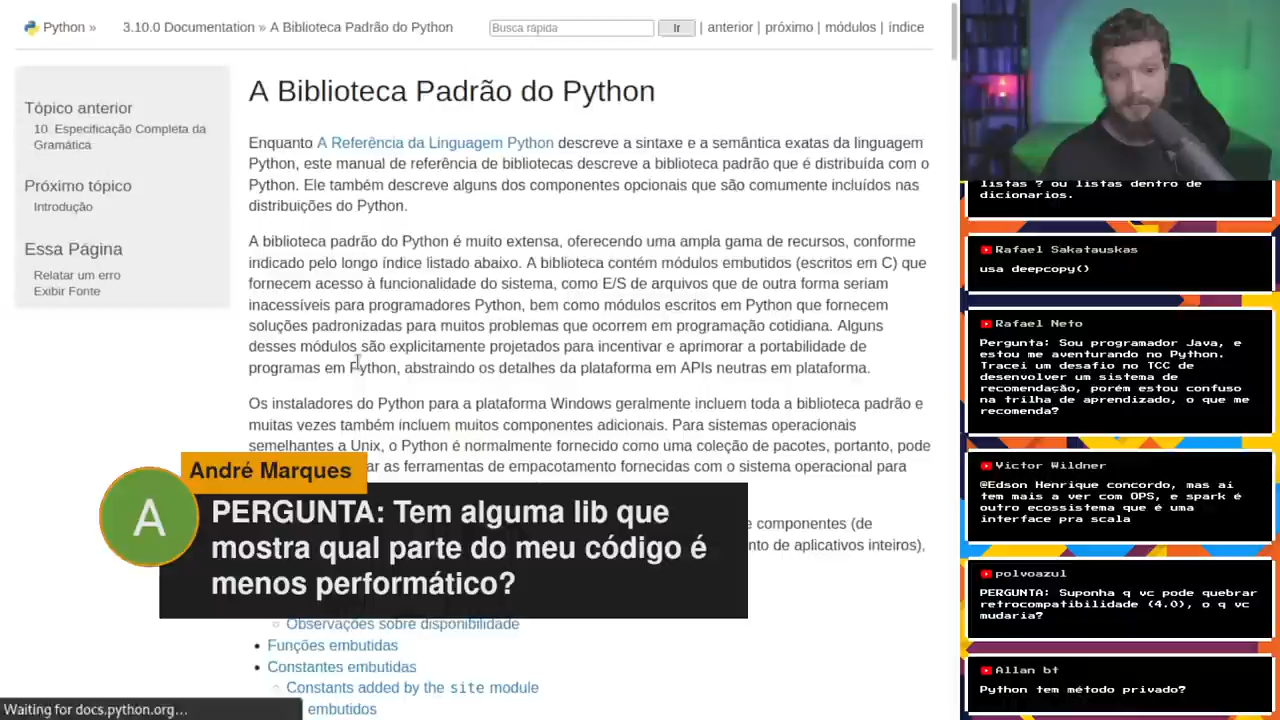 Python »
3.10.0 Documentation » A Biblioteca Padrão do Python
Busca rápida
Ir
| anterior | próximo | módulos | índice
Tópico anterior
10. Especificação Completa da
Gramática
Próximo tópico
Introdução
Essa Página
Relatar um erro
Exibir Fonte
A Biblioteca Padrão do Python
Enquanto A Referência da Linguagem Python descreve a sintaxe e a semântica exatas da linguagem
Python, este manual de referência de bibliotecas descreve a biblioteca padrão que é distribuída com o
Python. Ele também descreve alguns dos componentes opcionais que são comumente incluídos nas
distribuições do Python.
A biblioteca padrão do Python é muito extensa, oferecendo uma ampla gama de recursos, conforme
indicado pelo longo índice listado abaixo. A biblioteca contém módulos embutidos (escritos em C) que
fornecem acesso à funcionalidade do sistema, como E/S de arquivos que de outra forma seriam
inacessíveis para programadores Python, bem como módulos escritos em Python que fornecem
soluções padronizadas para muitos problemas que ocorrem em programação cotidiana. Alguns
desses módulos são explicitamente projetados para incentivar e aprimorar a portabilidade de
programas em Python, abstraindo os detalhes da plataforma em APIs neutras em plataforma.
Os instaladores do Python para a plataforma Windows geralmente incluem toda a biblioteca padrão e
muitas vezes também incluem muitos componentes adicionais. Para sistemas operacionais
semelhantes a Unix, o Python é normalmente fornecido como uma coleção de pacotes, portanto, pode
ar as ferramentas de empacotamento fornecidas com o sistema operacional para
e componentes (de
nto de aplicativos inteiros),
Observações sobre disponibilidade
Funções embutidas
Constantes embutidas
Constants added by the site module
embutidos
A
André Marques
PERGUNTA: Tem alguma lib que
mostra qual parte do meu código é
menos performático?
Waiting for docs.python.org...
listas ? ou listas dentro de
dicionarios.
Rafael Sakatauskas
usa deepcopy()
Rafael Neto
Pergunta: Sou programador Java, e
estou me aventurando no Python.
Tracei um desafio no TCC de
desenvolver um sistema de
recomendação, porém estou confuso
na trilha de aprendizado, o que me
recomenda?
Victor Wildner
@Edson Henrique concordo, mas aí
tem mais a ver com OPS, e spark é
outro ecossistema que é uma
interface pra scala
polvoazul
PERGUNTA: Suponha q vc pode quebrar
retrocompatibilidade (4.0), o q vc
mudaria?
Allan bt
Python tem método privado?